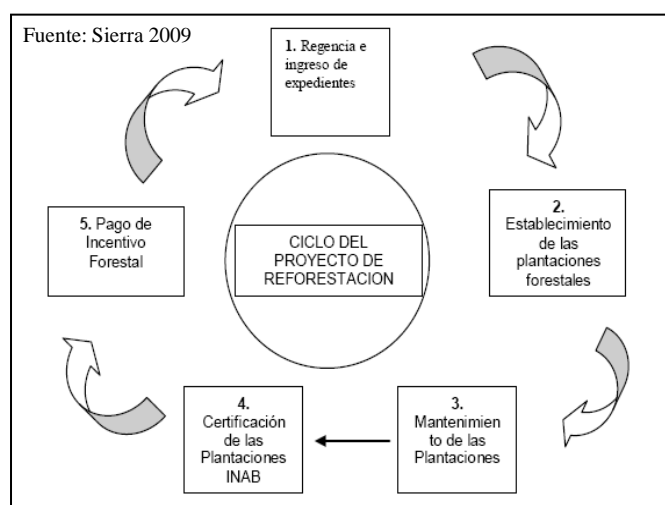 Fuente: Sierra 2009
1. Regencia e
ingreso de
expedientes
2.
Establecimiento
de las
plantaciones
forestales
3.
Mantenimien
to de las
Plantaciones
4.
Certificación
de las
Plantaciones
INAB
5. Pago de
Incentivo
Forestal
CICLO DEL
PROYECTO DE
REFORESTACION